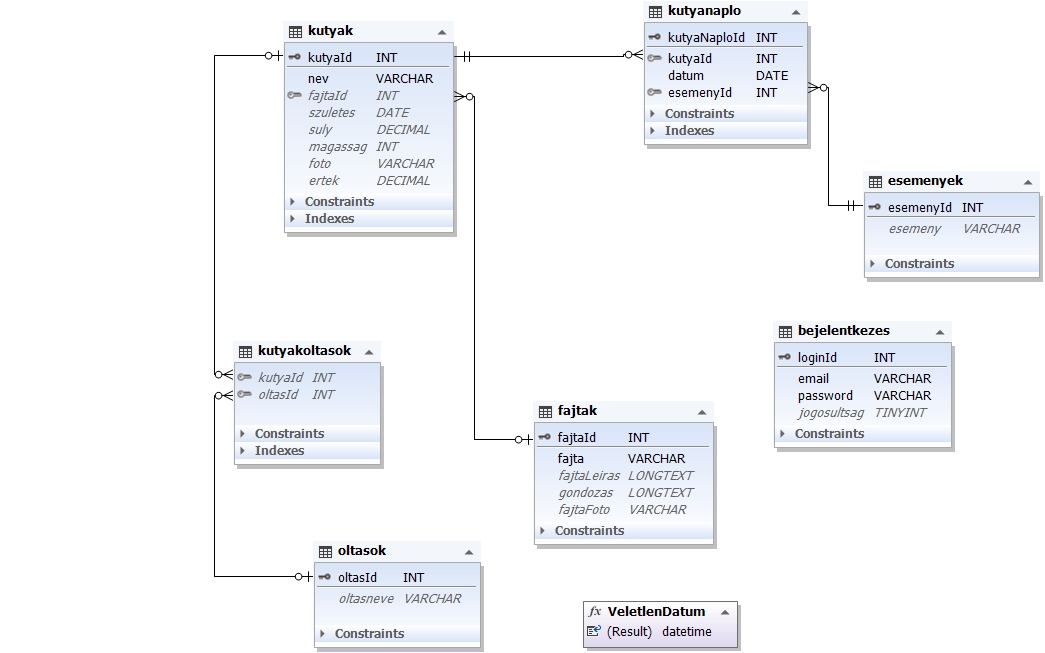 kutyak
kutyaId INT
nev VARCHAR
fajtaId INT
szuletes DATE
suly DECIMAL
magassag INT
foto VARCHAR
ertek DECIMAL
Constraints
Indexes
kutyanaplo
kutyaNaploId INT
kutyaId INT
datum DATE
esemenyId INT
Constraints
Indexes
esemenyek
esemenyId INT
esemeny VARCHAR
Constraints
bejelentkezes
loginId INT
email VARCHAR
password VARCHAR
jogosultsag TINYINT
Constraints
kutyakoltasok
kutyaId INT
oltasId INT
Constraints
Indexes
fajtak
fajtaId INT
fajta VARCHAR
fajtaLeiras LONGTEXT
gondozas LONGTEXT
fajtaFoto VARCHAR
Constraints
oltasok
oltasId INT
oltasneve VARCHAR
Constraints
fx VeletlenDatum
(Result) datetime